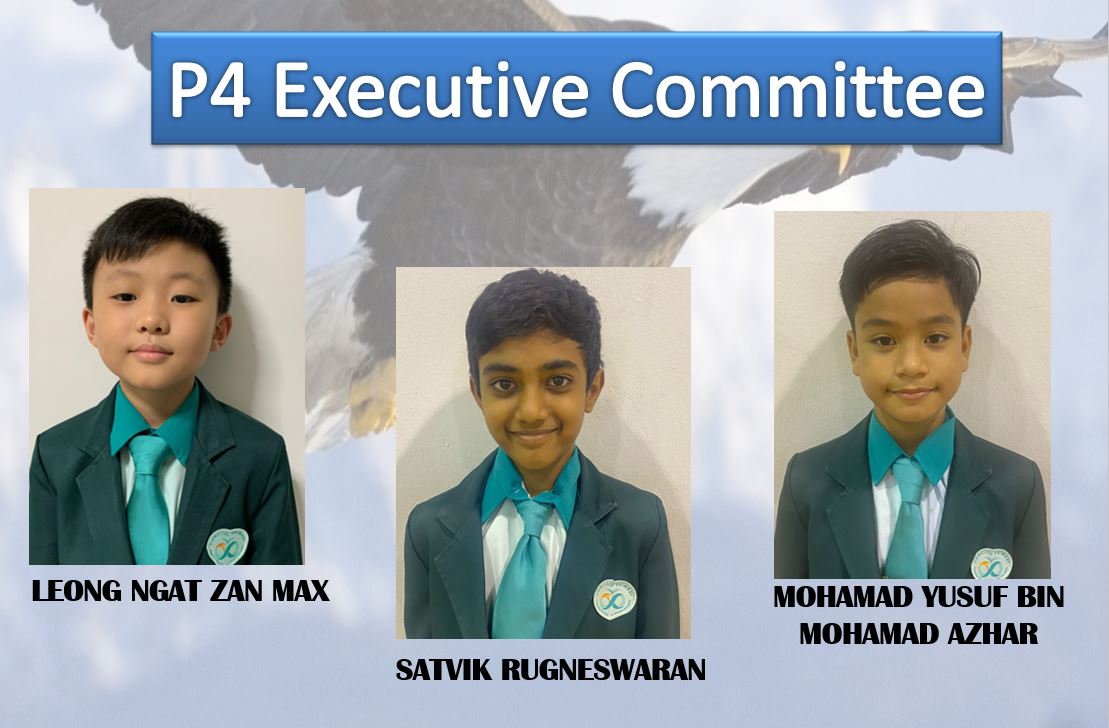 P4 Executive Committee
LEONG NGAT ZAN MAX
SATVIK RUGNESWARAN
MOHAMAD YUSUF BIN
MOHAMAD AZHAR